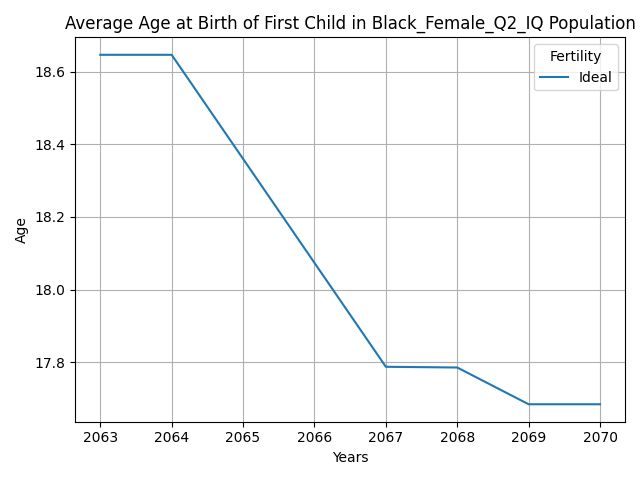 Average Age at Birth of First Child in Black_Female_Q2_IQ Population
Fertility
Ideal
18.6
18.4
18.2
18.0
17.8
Age
2063 2064 2065 2066 2067 2068 2069 2070
Years